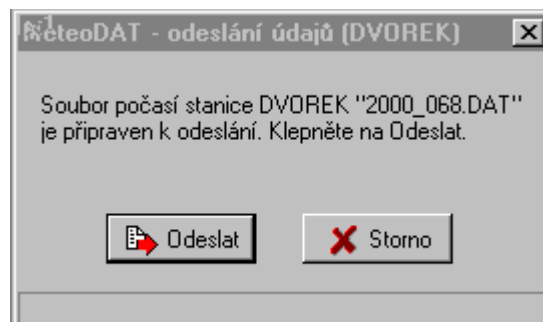 MeteoDAT - odeslání údajů (DVOREK)
Soubor počasí stanice DVOREK "2000_068.DAT"
je připraven k odeslání. Klepněte na Odeslat.
Odeslat
Storno